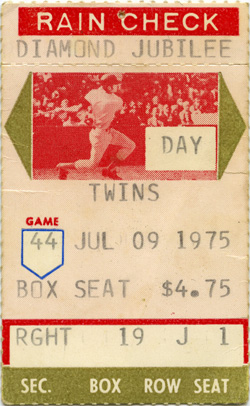 RAIN CHECK
DIAMOND JUBILEE
DAY
TWINS
GAME
44 JUL 09 1975
BOX SEAT $4.75
RGHT 19 J 1
SEC. BOX ROW SEAT